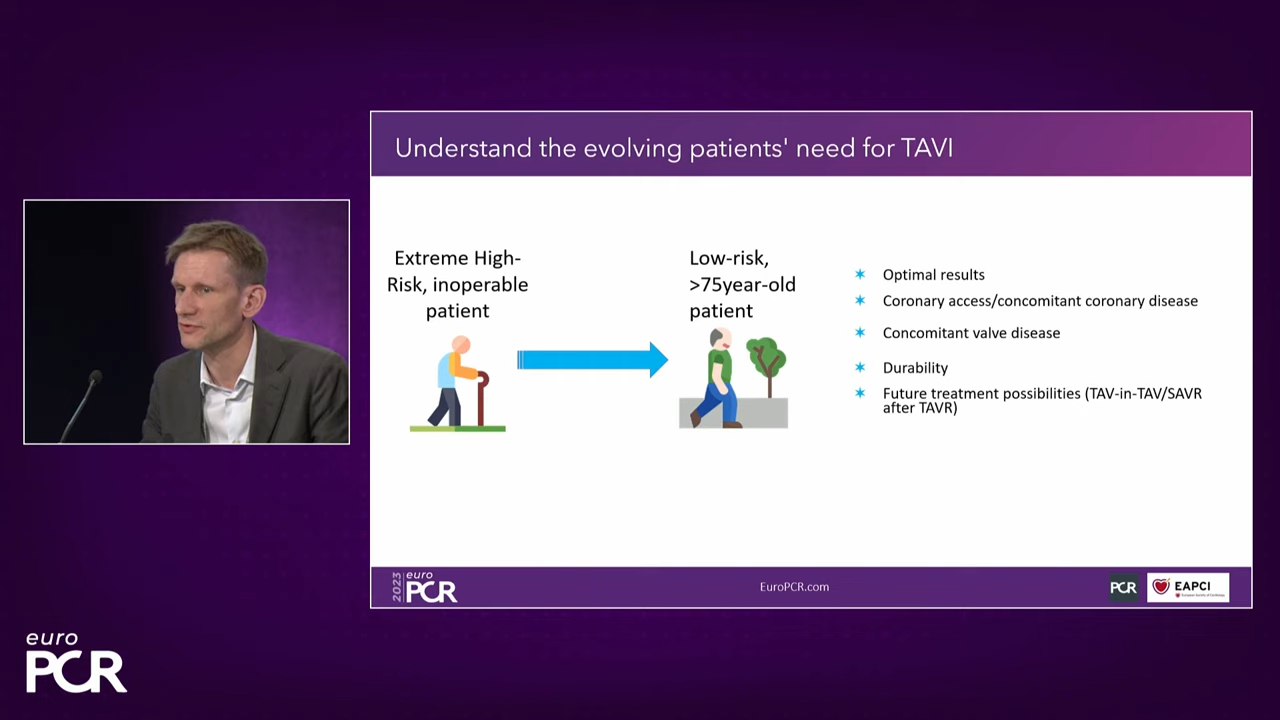 Understand the evolving patients' need for TAVI
Extreme High-
Risk, inoperable
patient
Low-risk,
>75year-old
patient
Optimal results
Coronary access/concomitant coronary disease
Concomitant valve disease
Durability
Future treatment possibilities (TAV-in-TAV/SAVR
after TAVR)
2023
euro
PCR
EuroPCR.com
PCR
EAPCI
euro
PCR